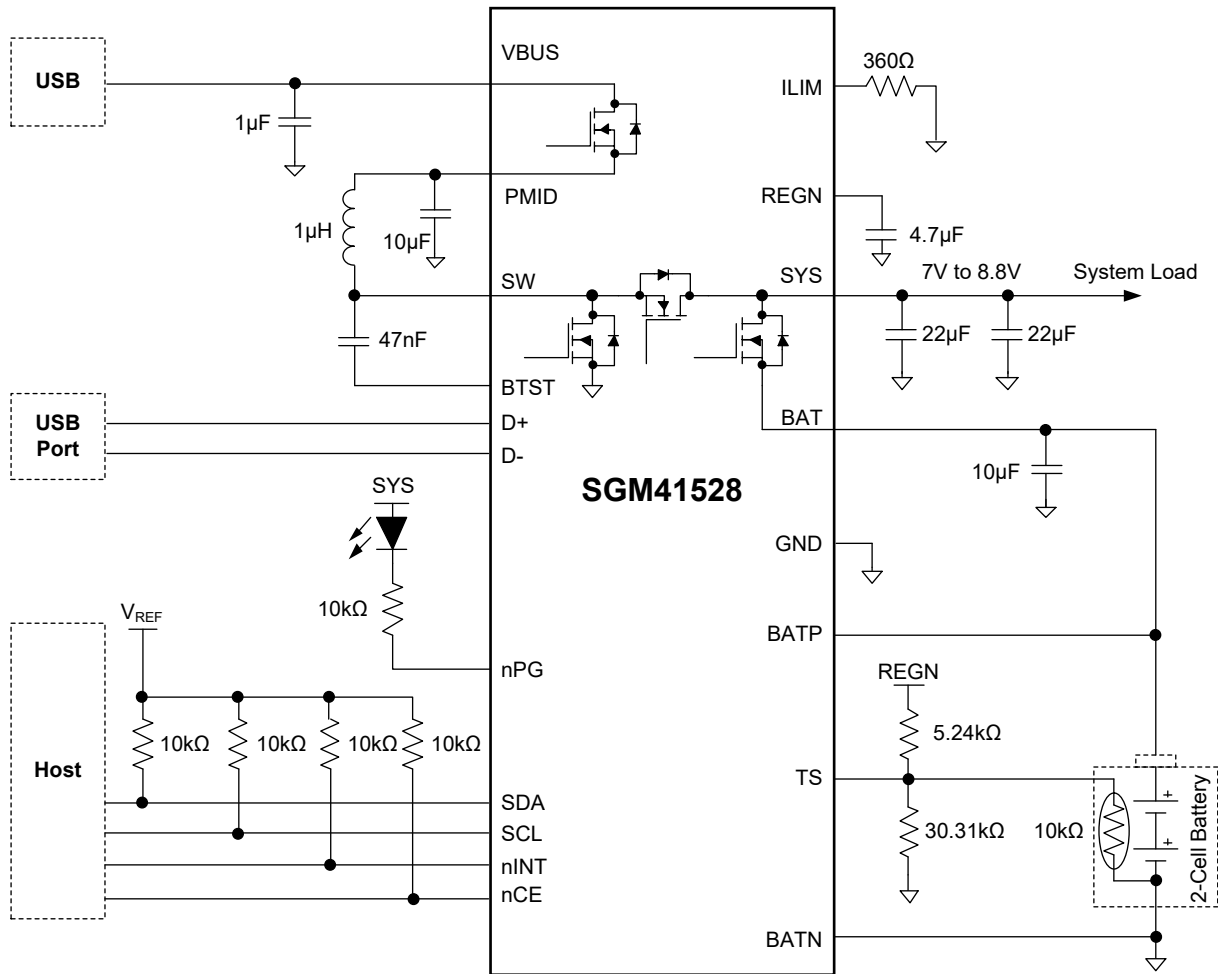 USB
1µF
VBUS
PMID
1µH
10µF
SW
47nF
BTST
USB
Port
D+
D-
SYS
10kΩ
nPG
VREF
10kΩ
10kΩ
10kΩ
10kΩ
Host
SDA
SCL
nINT
nCE
SGM41528
ILIM
360Ω
REGN
4.7µF
SYS
7V to 8.8V
System Load
22µF
22µF
BAT
10µF
GND
BATP
REGN
5.24kΩ
TS
30.31kΩ
10kΩ
+
+
2-Cell Battery
BATN